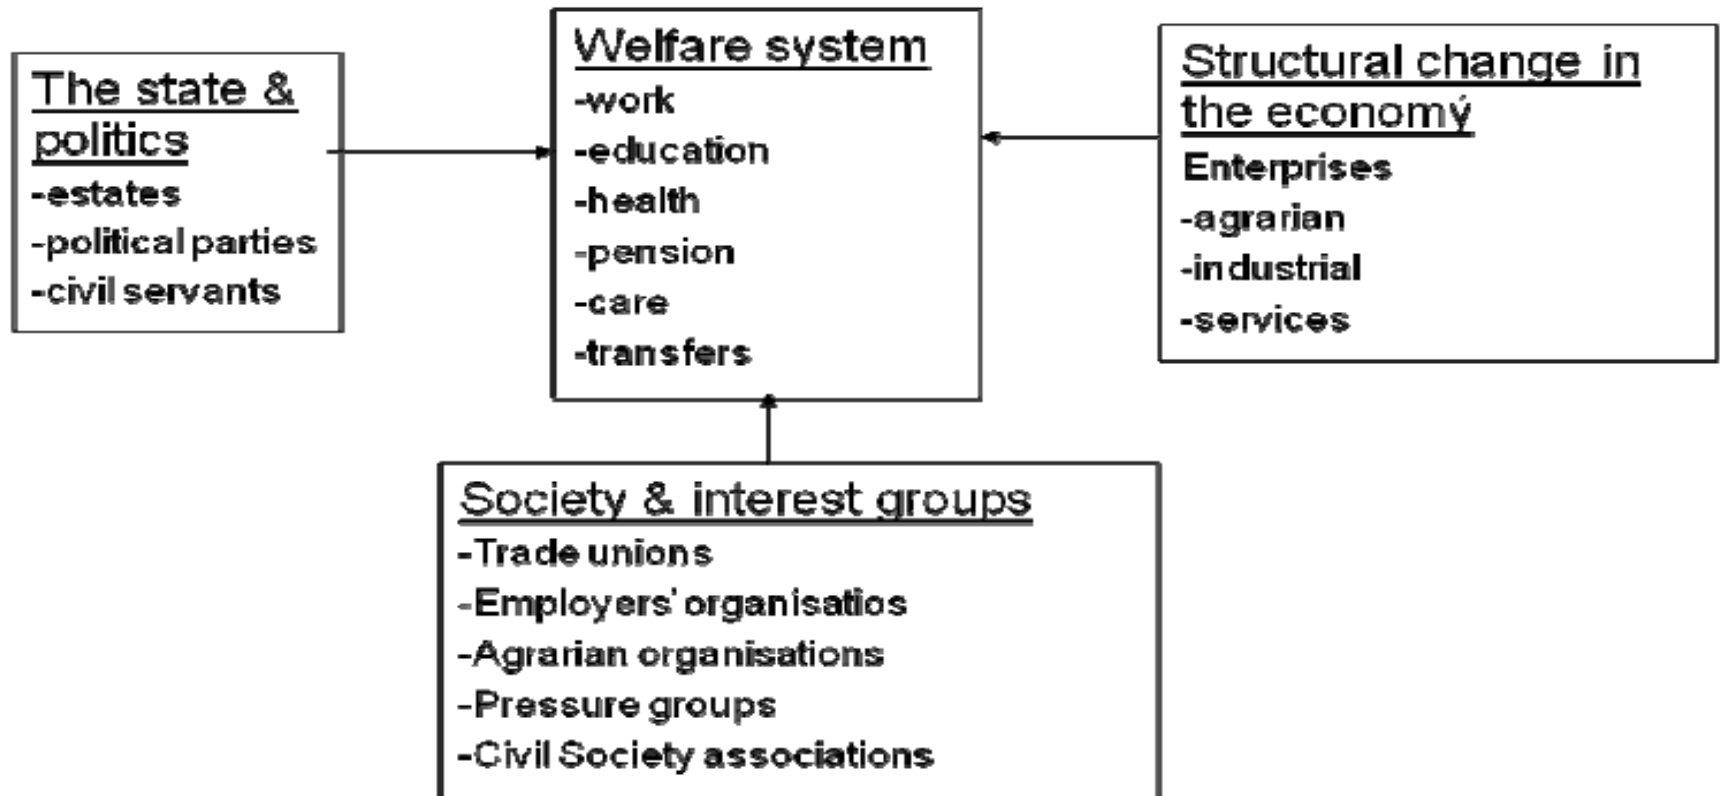 The state &
politics
-estates
-political parties
-civil servants
Welfare system
-work
-education
-health
-pension
-care
-transfers
Structural change in
the economý
Enterprises
-agrarian
-industrial
-services
Society & interest groups
-Trade unions
-Employers' organisatios
-Agrarian organisations
-Pressure groups
-Civil Society associations